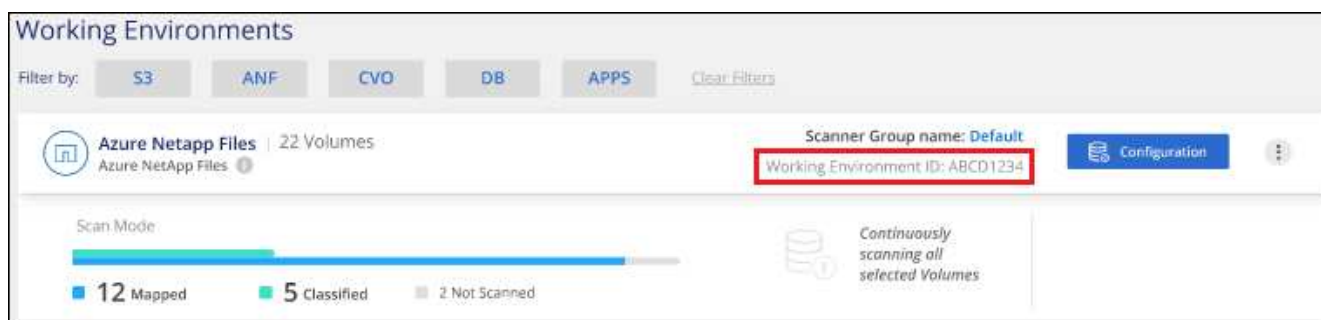 Working Environments
Filter by: S3 ANF CVO DB APPS Clear Filters
Azure Netapp Files | 22 Volumes
Azure NetApp Files
Scanner Group name: Default
Working Environment ID: ABCD1234
Configuration
Scan Mode
12 Mapped 5 Classified 2 Not Scanned
Continuously
scanning all
selected Volumes